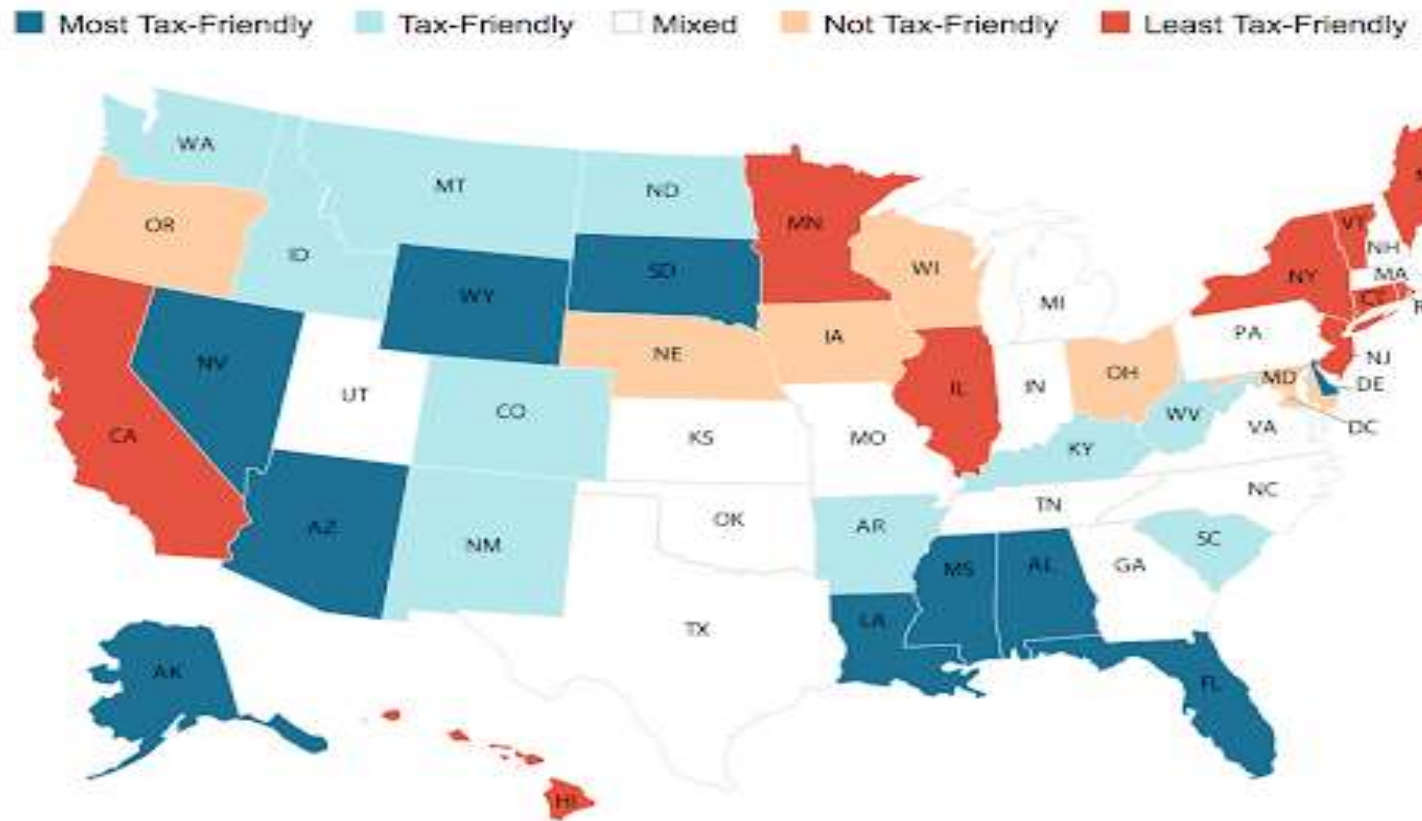 Most Tax-Friendly Tax-Friendly Mixed Not Tax-Friendly Least Tax-Friendly
WA
MT
ND
MN
OR
ID
SD
WI
VT
NH
NY
MA
WY
MI
CT
NE
IA
PA
NJ
NV
UT
CO
IL
IN
OH
MD
DE
WV
DC
CA
KS
MO
KY
VA
AZ
NM
OK
AR
TN
NC
SC
MS
AL
GA
TX
LA
AK
FL
HI